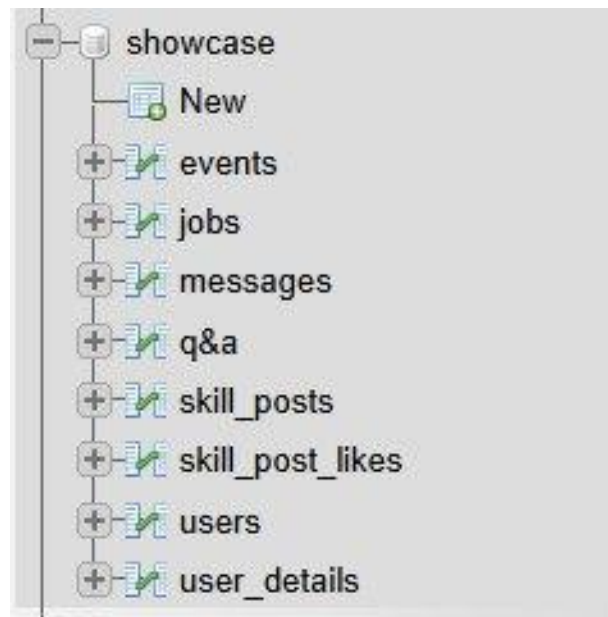 showcase
New
events
jobs
messages
q&a
skill_posts
skill_post_likes
users
user_details